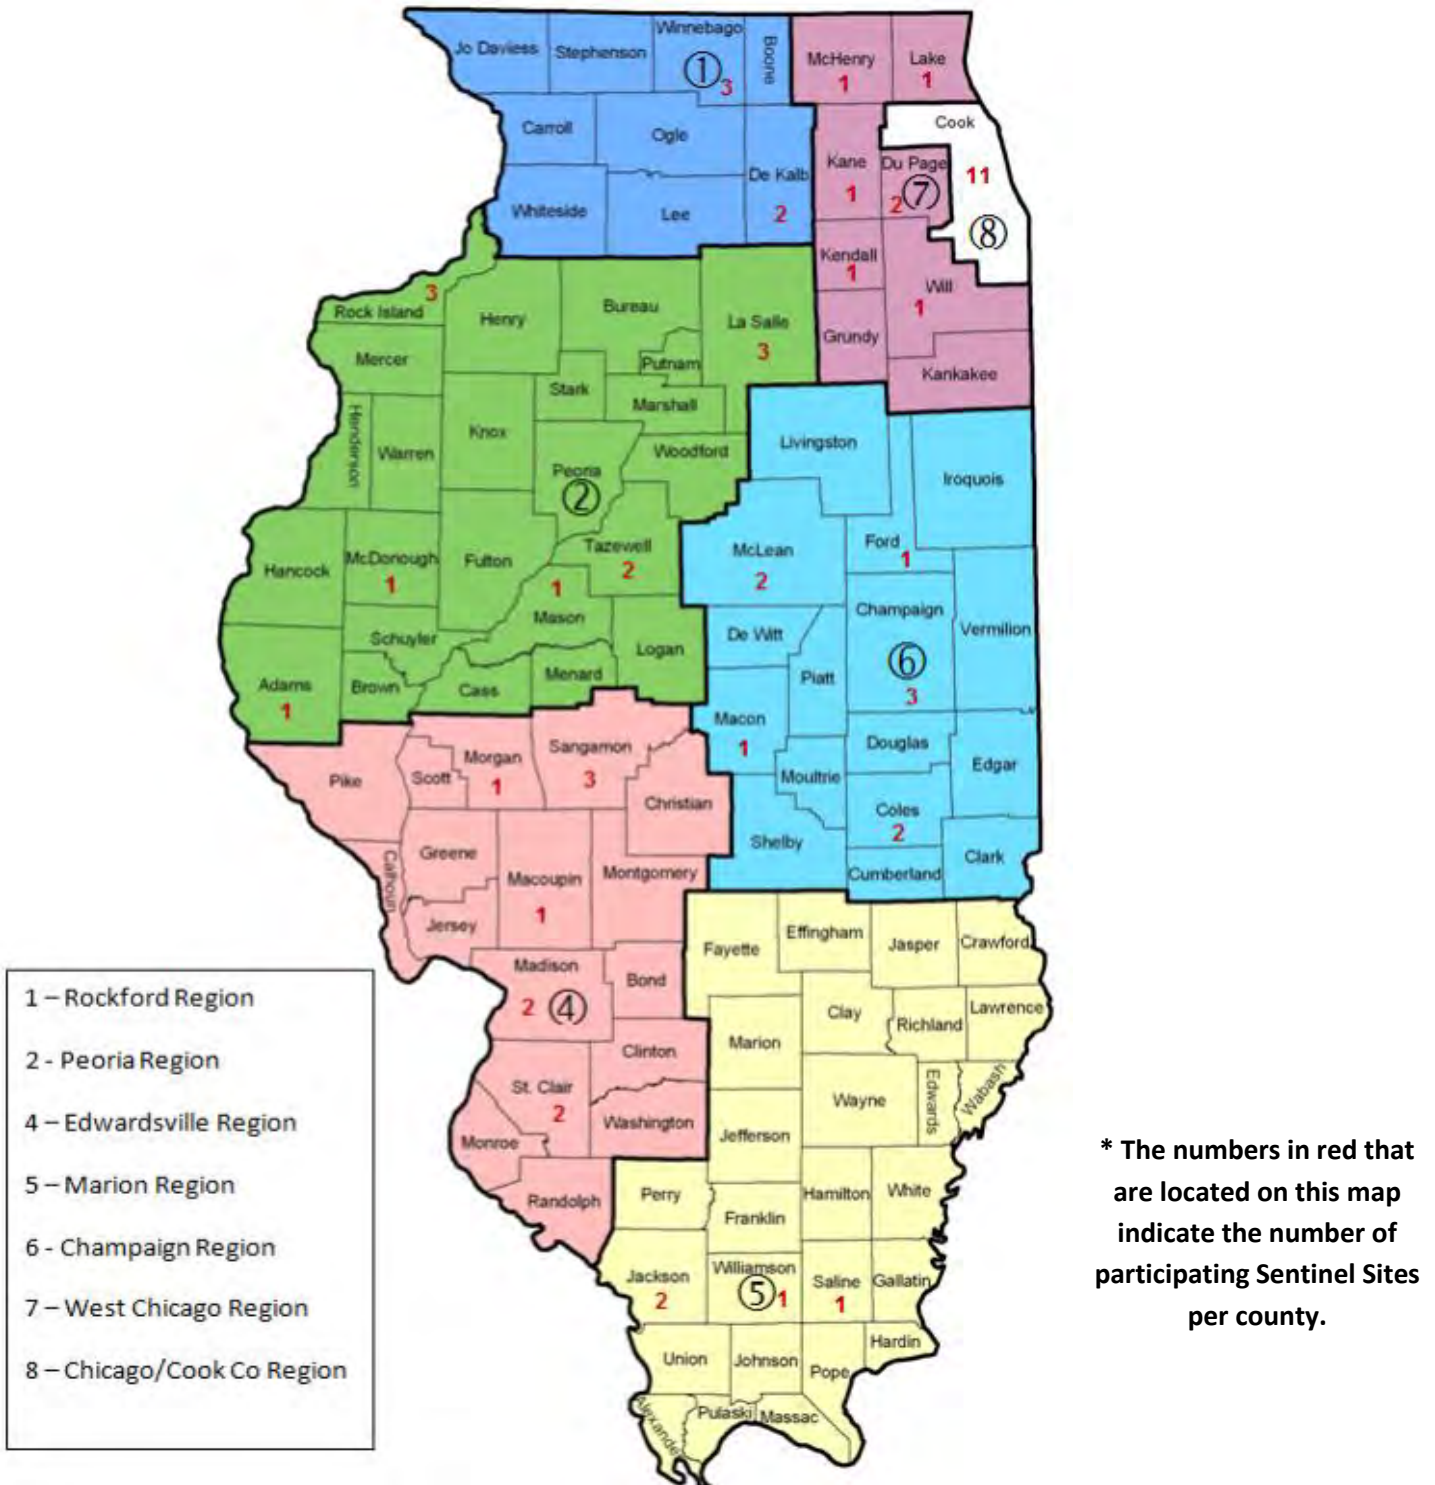 Jo Daviess
Stephenson
Winnebago
Boone
McHenry
Lake
1
3
1
1
Cook
Carroll
Ogle
De Kalb
Kane
Du Page
11
1
2
7
Whiteside
Lee
2
8
Kendall
1
Will
1
3
Rock Island
Henry
Bureau
La Salle
3
Grundy
Mercer
Putnam
Kankakee
Stark
Marshall
Henderson
Warren
Knox
Peoria
2
Woodford
Livingston
Iroquois
Hancock
McDonough
1
Fulton
Tazewell
2
McLean
2
Ford
1
1
Mason
Champaign
Vermilion
Schuyler
Logan
De Witt
Piatt
6
3
Adams
1
Brown
Cass
Menard
Macon
1
Pike
Scott
Morgan
1
Sangamon
3
Christian
Moultrie
Douglas
Edgar
Coles
2
Shelby
Cumberland
Clark
Calhoun
Greene
Macoupin
1
Montgomery
Jersey
Madison
2
4
Bond
Fayette
Effingham
Jasper
Crawford
Clay
Richland
Lawrence
Marion
Clinton
St. Clair
2
Washington
Monroe
Randolph
Wayne
Edwards
Wabash
Jefferson
Perry
Franklin
Hamilton
White
Jackson
2
Williamson
5
1
Saline
1
Gallatin
Union
Johnson
Pope
Hardin
Alexander
Pulaski
Massac
1 – Rockford Region
2 - Peoria Region
4 – Edwardsville Region
5 – Marion Region
6 - Champaign Region
7 – West Chicago Region
8 – Chicago/Cook Co Region
* The numbers in red that
are located on this map
indicate the number of
participating Sentinel Sites
per county.